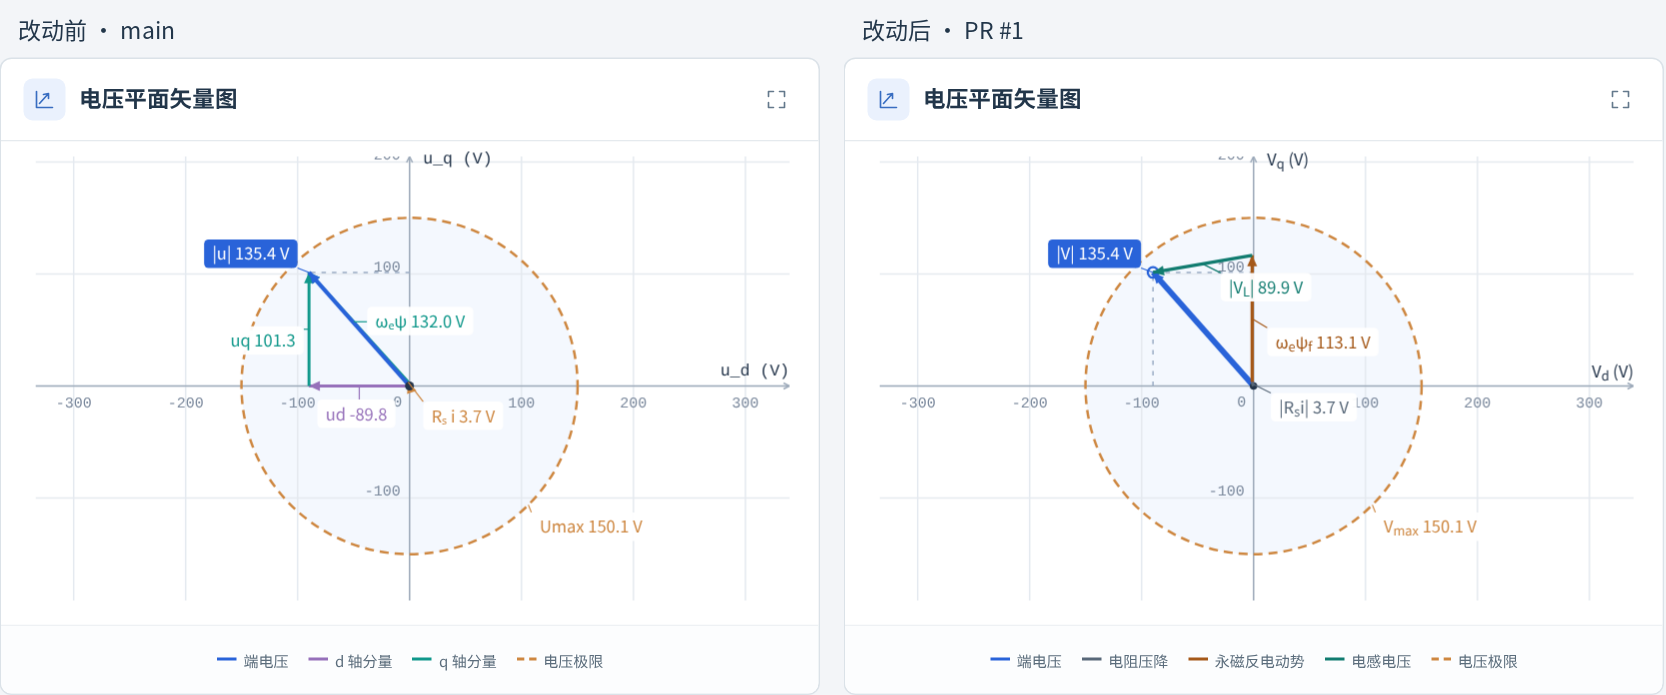 改动前 • main
电压平面矢量图
200
u_q (V)
|u| 135.4 V
100
ωₑψ 132.0 V
uq 101.3
u_d (V)
-300
-200
-100
0
100
200
300
ud -89.8
Rₛ i 3.7 V
-100
Umax 150.1 V
端电压
d 轴分量
q 轴分量
电压极限
改动后 • PR #1
电压平面矢量图
200
Vq (V)
|V| 135.4 V
100
|VL| 89.9 V
ωeψf 113.1 V
Vd (V)
-300
-200
-100
0
100
200
300
|Rsi| 3.7 V
-100
Vmax 150.1 V
端电压
电阻压降
永磁反电动势
电感电压
电压极限